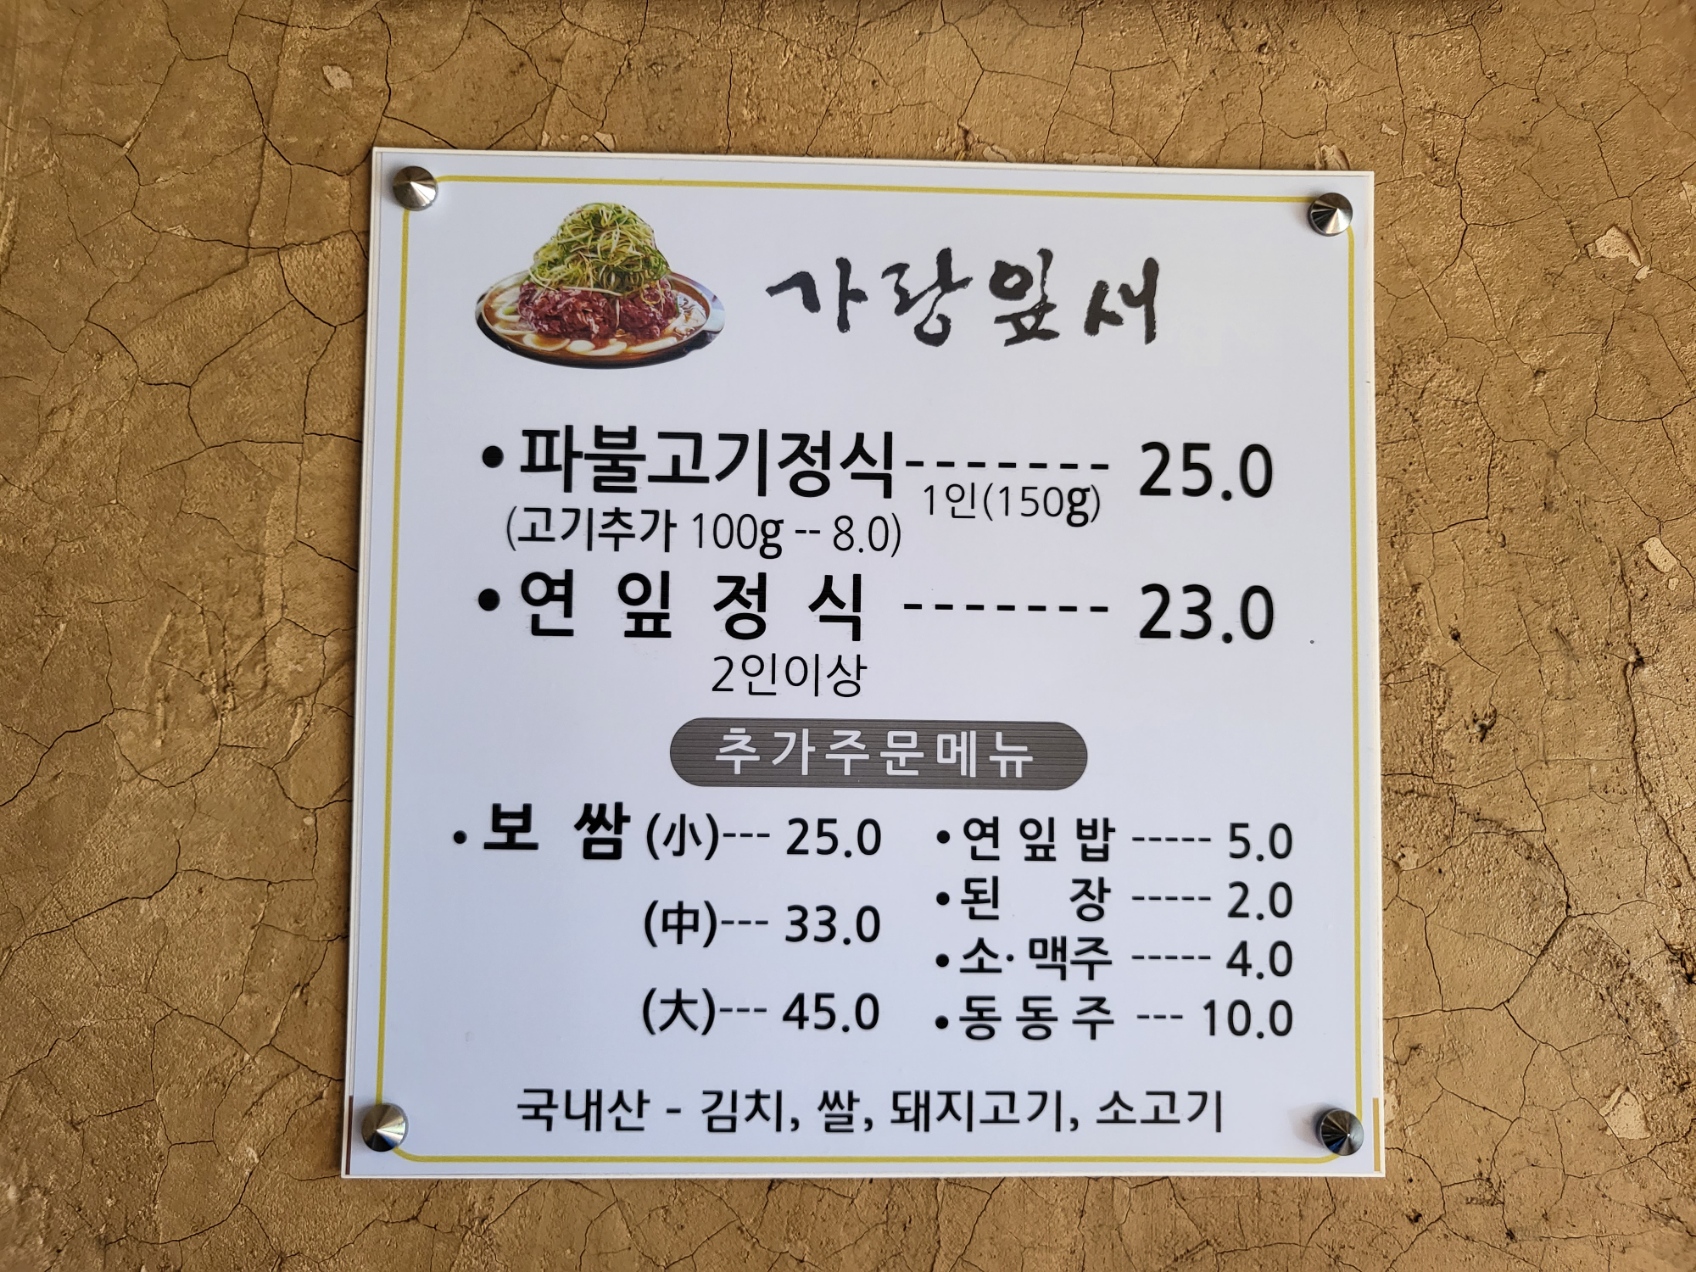 가랑잎새
•파불고기정식------- 25.0
1인(150g)
(고기추가 100g -- 8.0)
•연 잎 정 식 ------- 23.0
2인이상
추가주문메뉴
•보 쌈 (小)--- 25.0
(中)--- 33.0
(大)--- 45.0
•연 잎 밥 ----- 5.0
•된 장 ----- 2.0
•소·맥주 ----- 4.0
•동 동 주 --- 10.0
국내산 - 김치, 쌀, 돼지고기, 소고기